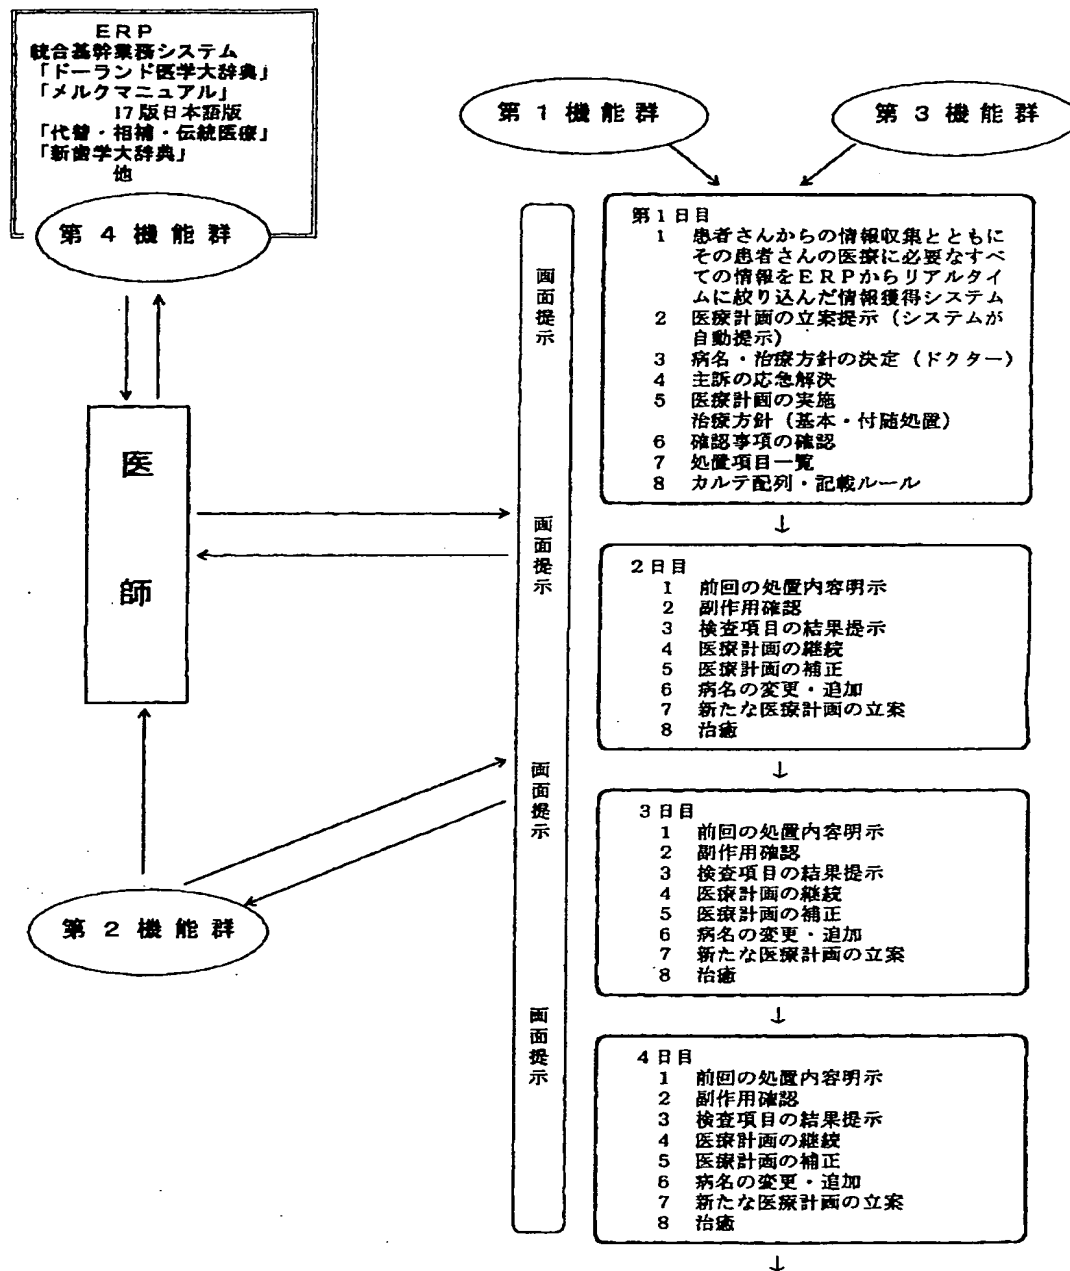 ERP
統合基幹業務システム
「ドーランド医学大辞典」
「メルクマニュアル」
17版日本語版
「代替・相補・伝統医療」
「新歯学大辞典」
他
第4機能群
第1機能群
第3機能群
医師
第2機能群
画面提示
画面提示
画面提示
画面提示
第1日目
1 患者さんからの情報収集とともに
その患者さんの医療に必要なすべ
ての情報をERPからリアルタイ
ムに絞り込んだ情報獲得システム
2 医療計画の立案提示(システムが
自動提示)
3 病名・治療方針の決定(ドクター)
4 主訴の応急解決
5 医療計画の実施
治療方針(基本・付随処置)
6 確認事項の確認
7 処置項目一覧
8 カルテ配列・記載ルール
2日目
1 前回の処置内容明示
2 副作用確認
3 検査項目の結果提示
4 医療計画の継続
5 医療計画の補正
6 病名の変更・追加
7 新たな医療計画の立案
8 治癒
3日目
1 前回の処置内容明示
2 副作用確認
3 検査項目の結果提示
4 医療計画の継続
5 医療計画の補正
6 病名の変更・追加
7 新たな医療計画の立案
8 治癒
4日目
1 前回の処置内容明示
2 副作用確認
3 検査項目の結果提示
4 医療計画の継続
5 医療計画の補正
6 病名の変更・追加
7 新たな医療計画の立案
8 治癒